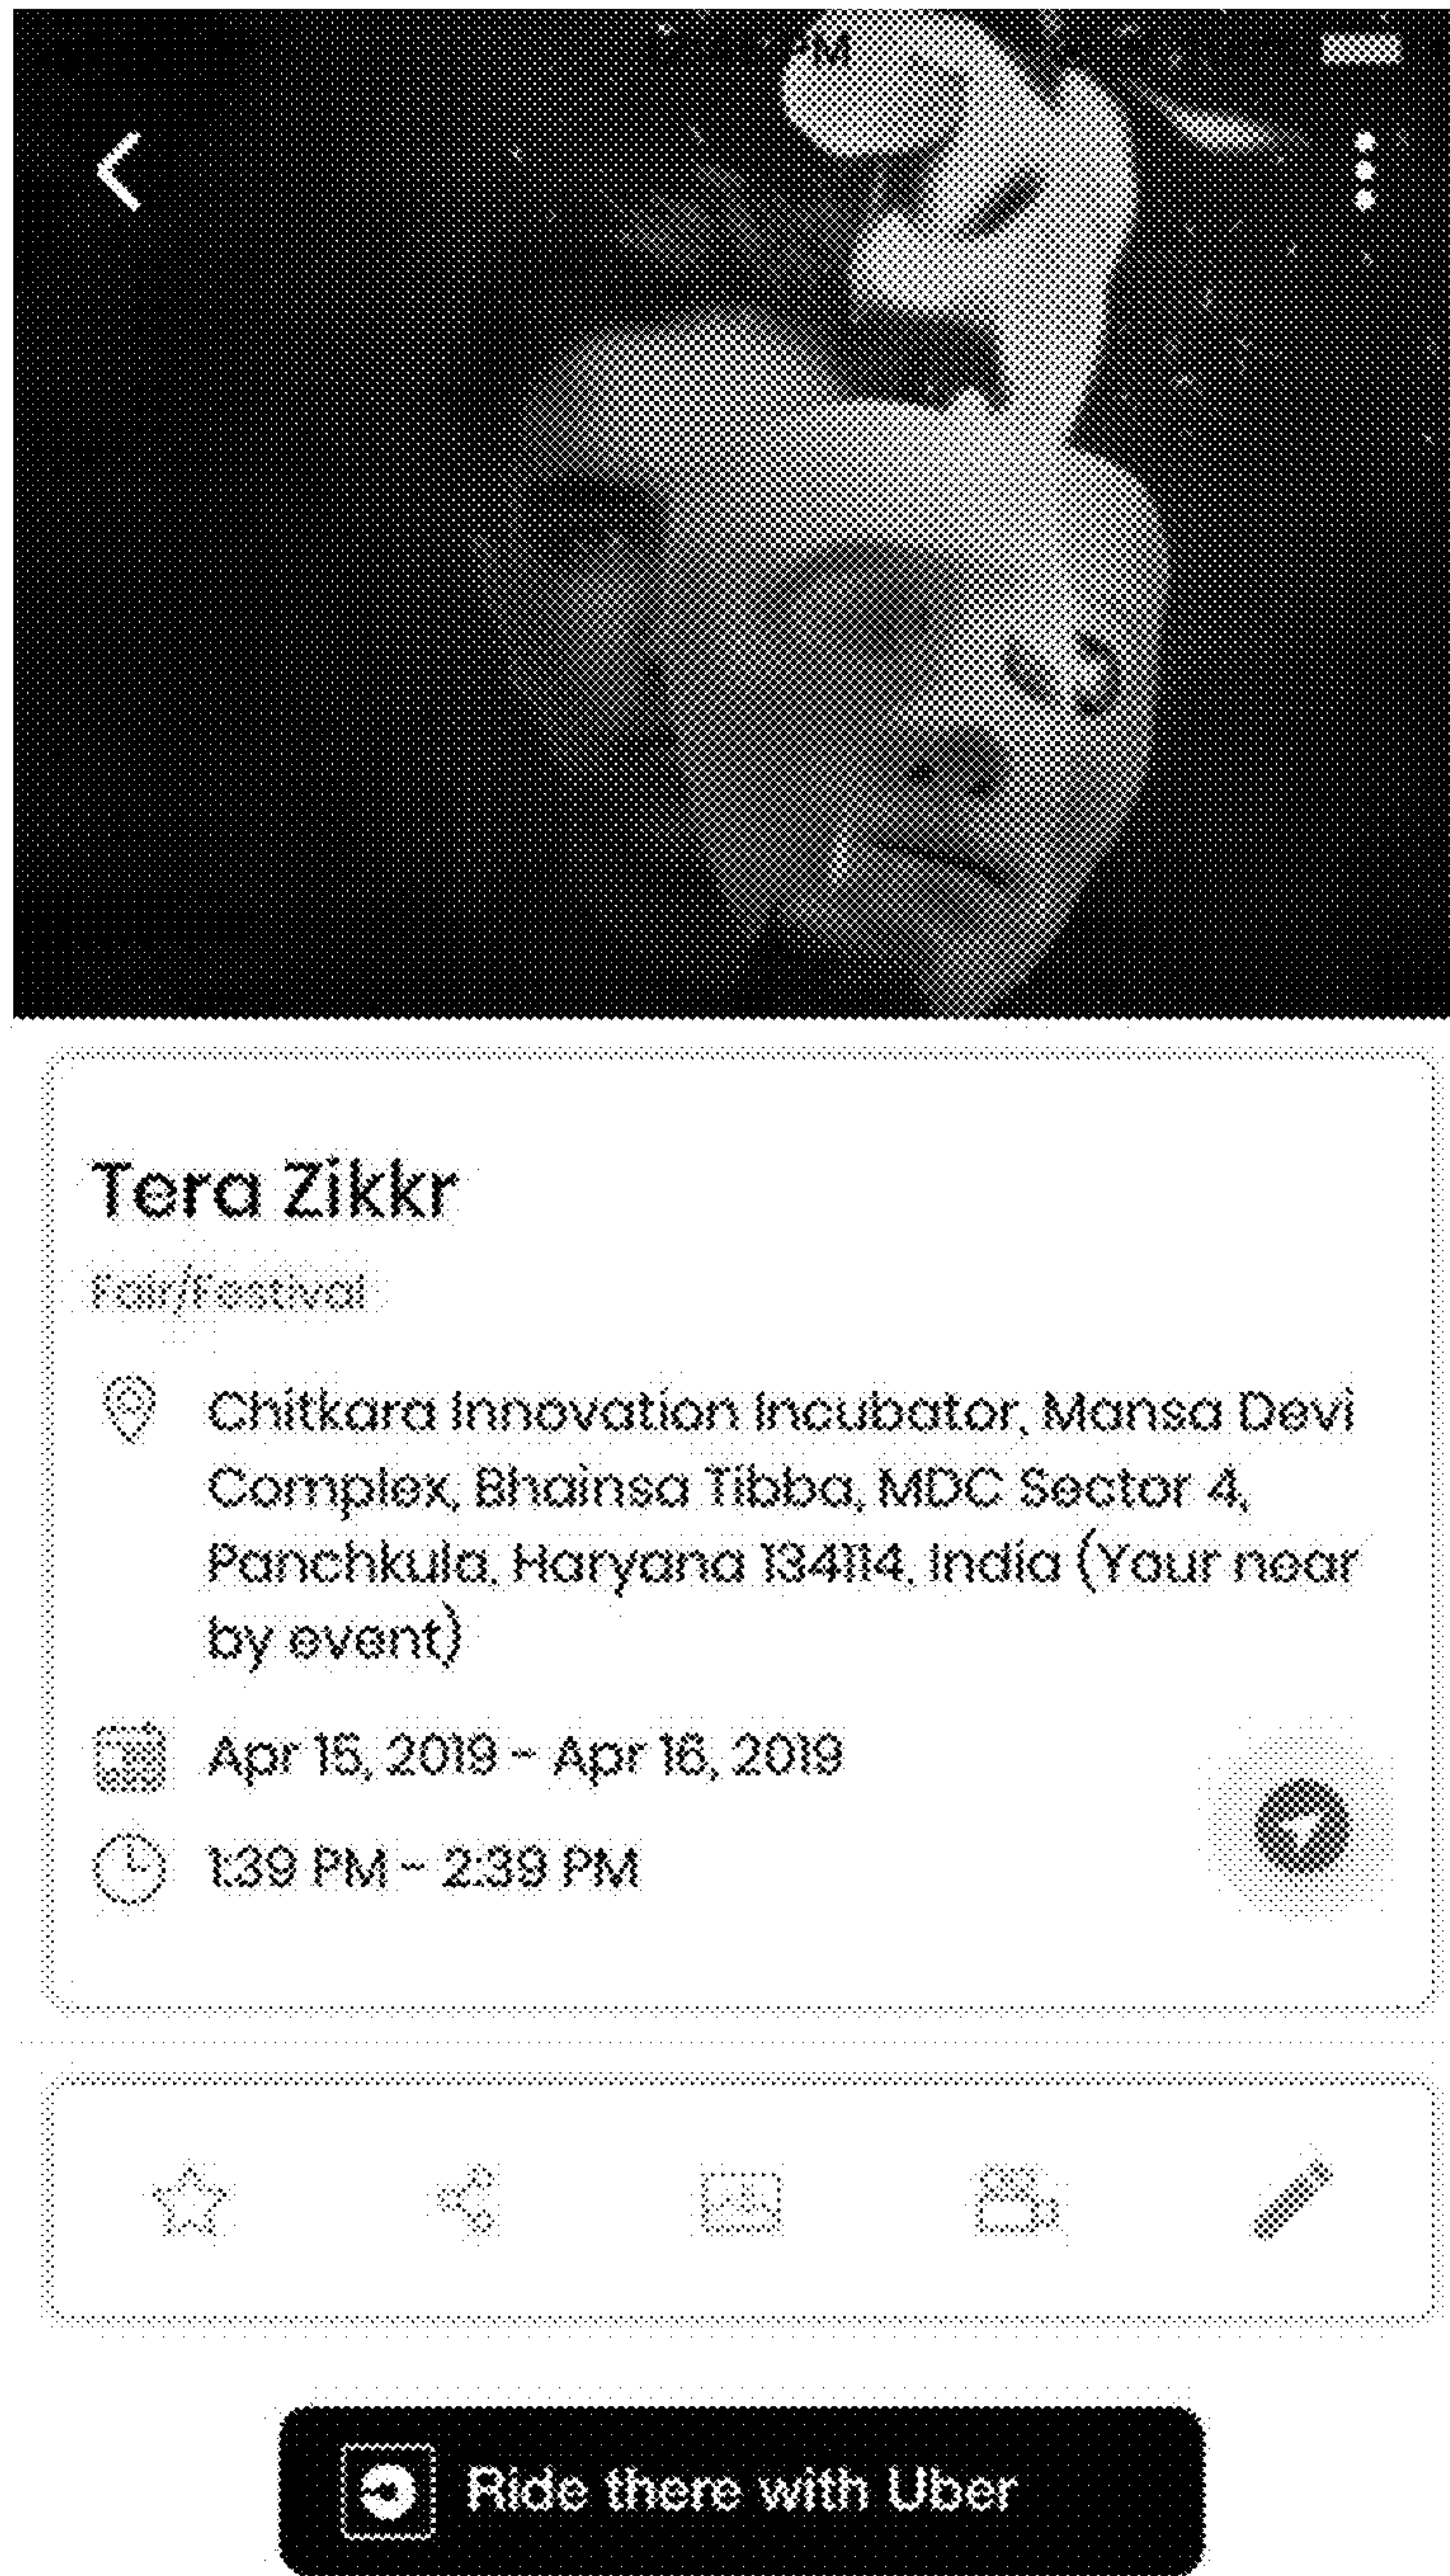 PM
Tera Zikkr
Fair/Festival
Chitkara Innovation Incubator, Mansa Devi
Complex, Bhainsa Tibba, MDC Sector 4,
Panchkula, Haryana 134114, India (Your near
by event)
Apr 15, 2019 - Apr 16, 2019
1:39 PM - 2:39 PM
Ride there with Uber